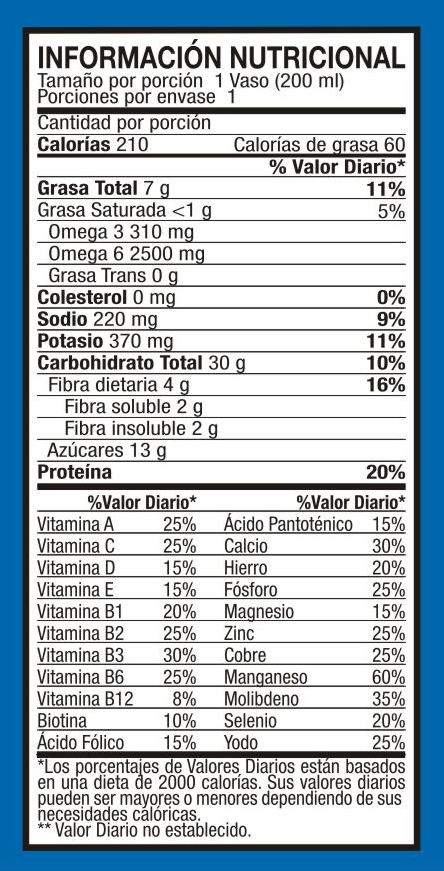 INFORMACIÓN NUTRICIONAL
Tamaño por porción 1 Vaso (200 ml)
Porciones por envase 1
Cantidad por porción
Calorías 210 Calorías de grasa 60
% Valor Diario*
Grasa Total 7 g 11%
Grasa Saturada <1 g 5%
Omega 3 310 mg
Omega 6 2500 mg
Grasa Trans 0 g
Colesterol 0 mg 0%
Sodio 220 mg 9%
Potasio 370 mg 11%
Carbohidrato Total 30 g 10%
Fibra dietaria 4 g 16%
Fibra soluble 2 g
Fibra insoluble 2 g
Azúcares 13 g
Proteína 20%
%Valor Diario* %Valor Diario*
Vitamina A 25% Ácido Pantoténico 15%
Vitamina C 25% Calcio 30%
Vitamina D 15% Hierro 20%
Vitamina E 15% Fósforo 25%
Vitamina B1 20% Magnesio 15%
Vitamina B2 25% Zinc 25%
Vitamina B3 30% Cobre 25%
Vitamina B6 25% Manganeso 60%
Vitamina B12 8% Molibdeno 35%
Biotina 10% Selenio 20%
Ácido Fólico 15% Yodo 25%
*Los porcentajes de Valores Diarios están basados
en una dieta de 2000 calorías. Sus valores diarios
pueden ser mayores o menores dependiendo de sus
necesidades calóricas.
** Valor Diario no establecido.